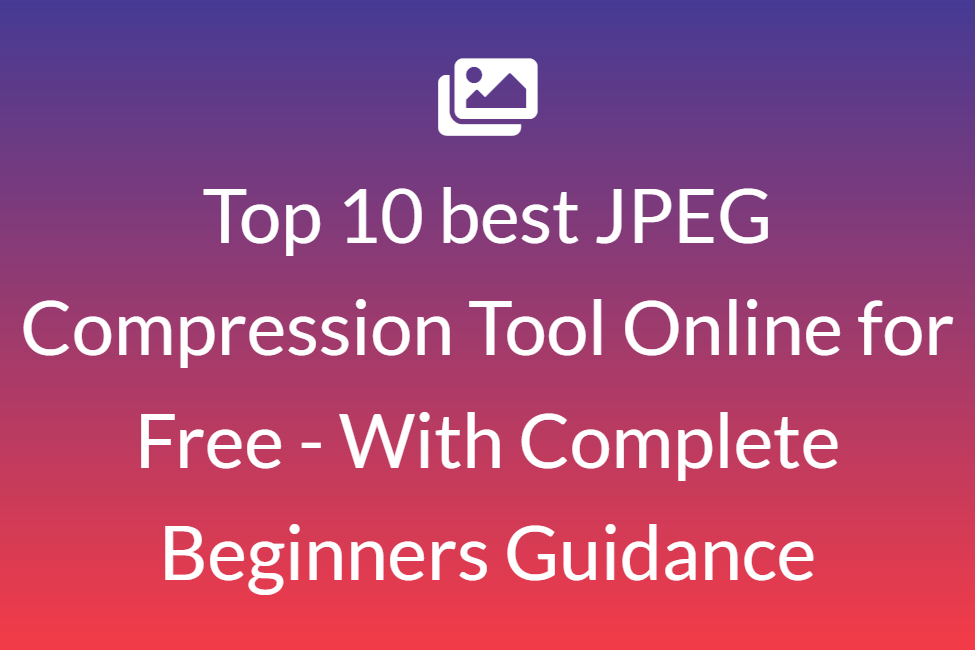 Top 10 best JPEG
Compression Tool Online for
Free - With Complete
Beginners Guidance